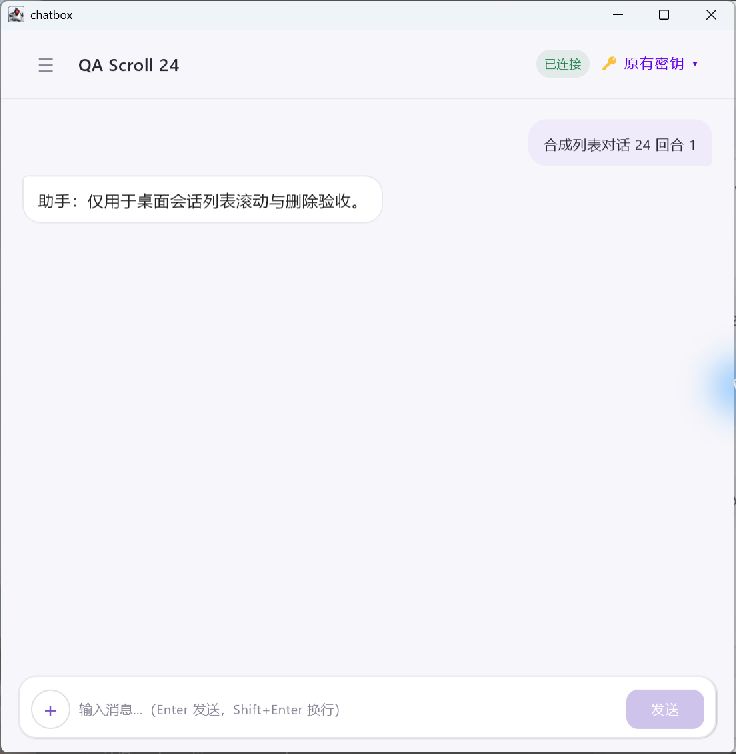 chatbox
QA Scroll 24
已连接
原有密钥
合成列表对话 24 回合 1
助手：仅用于桌面会话列表滚动与删除验收。
输入消息...（Enter 发送，Shift+Enter 换行）
发送